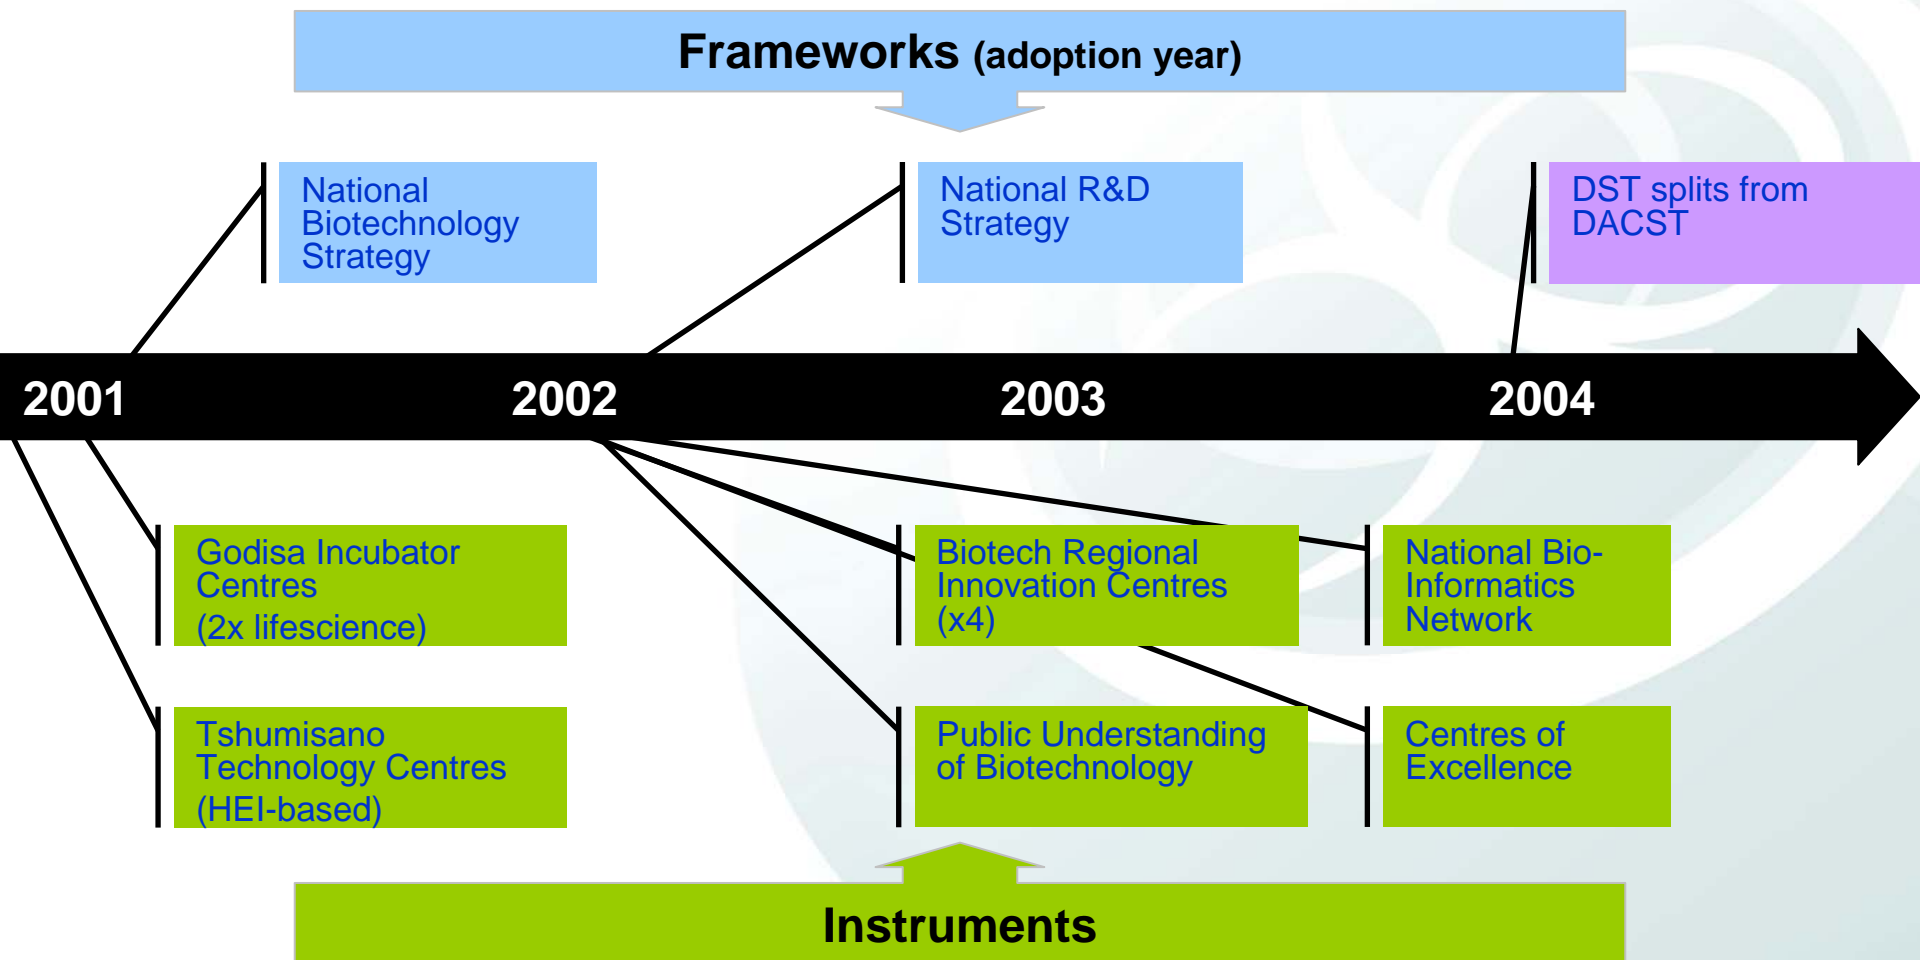 Frameworks (adoption year)
National
Biotechnology
Strategy
National R&D
Strategy
DST splits from
DACST
2001
2002
2003
2004
Godisa Incubator
Centres
(2x lifescience)
Biotech Regional
Innovation Centres
(x4)
National Bio-
Informatics
Network
Tshumisano
Technology Centres
(HEI-based)
Public Understanding
of Biotechnology
Centres of
Excellence
Instruments